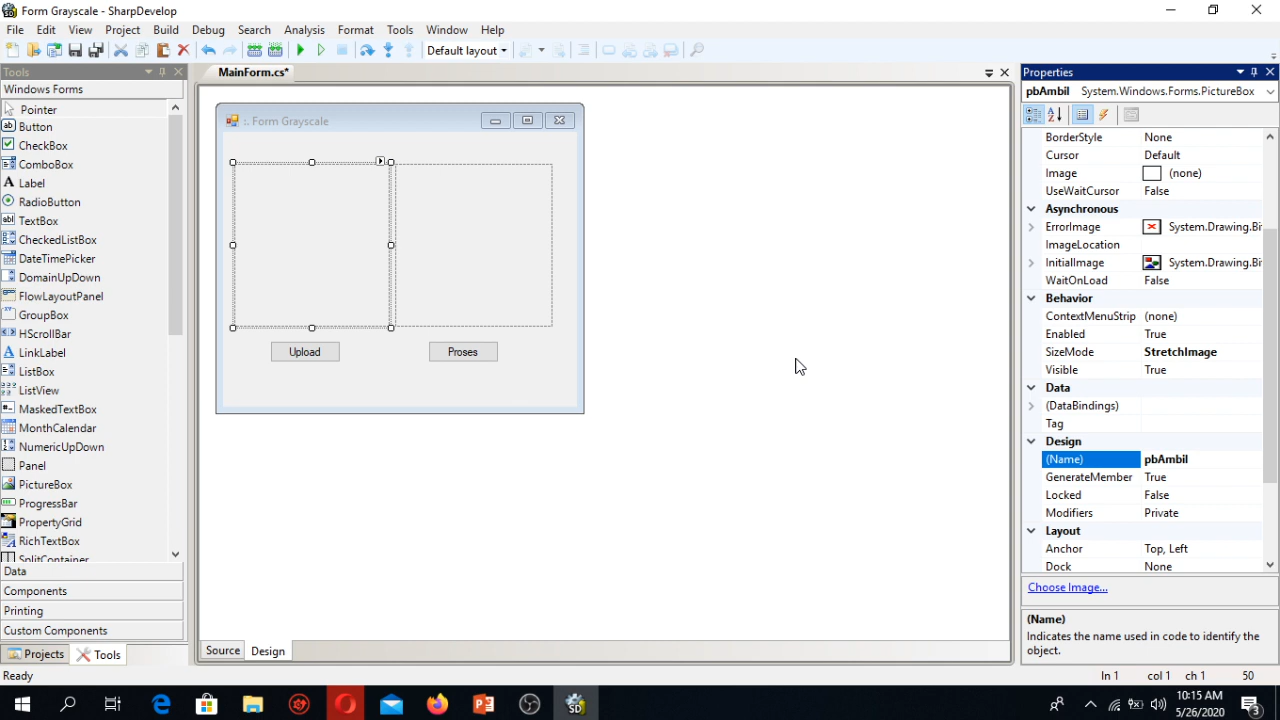 Form Grayscale - SharpDevelop
File Edit View Project Build Debug Search Analysis Format Tools Window Help
Default layout
Tools
Windows Forms
Pointer
Button
CheckBox
ComboBox
Label
RadioButton
TextBox
CheckedListBox
DateTimePicker
DomainUpDown
FlowLayoutPanel
GroupBox
HScrollBar
LinkLabel
ListBox
ListView
MaskedTextBox
MonthCalendar
NumericUpDown
Panel
PictureBox
ProgressBar
PropertyGrid
RichTextBox
SplitContainer
Data
Components
Printing
Custom Components
Projects Tools
MainForm.cs*
:. Form Grayscale
Upload Proses
Source Design
Properties
pbAmbil System.Windows.Forms.PictureBox
BorderStyle None
Cursor Default
Image (none)
UseWaitCursor False
Asynchronous
ErrorImage System.Drawing.Bi
ImageLocation
InitialImage System.Drawing.Bi
WaitOnLoad False
Behavior
ContextMenuStrip (none)
Enabled True
SizeMode StretchImage
Visible True
Data
(DataBindings)
Tag
Design
(Name) pbAmbil
GenerateMember True
Locked False
Modifiers Private
Layout
Anchor Top, Left
Dock None
Choose Image...
(Name)
Indicates the name used in code to identify the
object.
Ready ln 1 col 1 ch 1 50
10:15 AM
5/26/2020
3